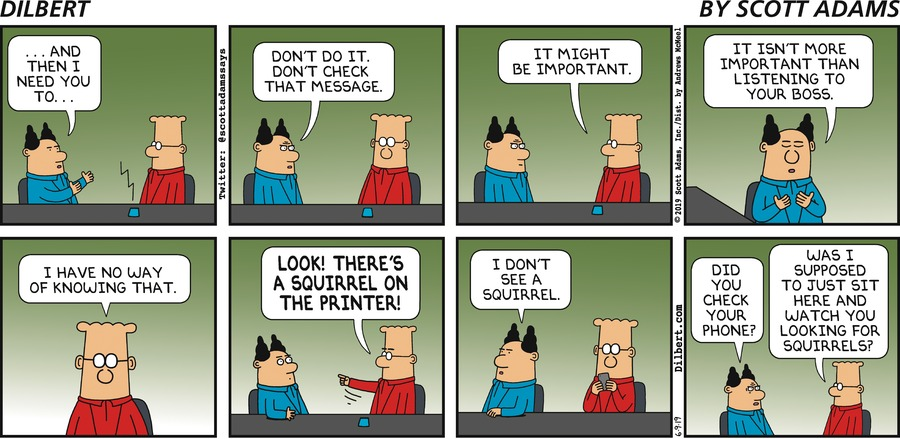 DILBERT
BY SCOTT ADAMS
. . . AND
THEN I
NEED YOU
TO. . .
Twitter: @scottadamssays
DON'T DO IT.
DON'T CHECK
THAT MESSAGE.
IT MIGHT
BE IMPORTANT.
©2019 Scott Adams, Inc./Dist. by Andrews McMeel
IT ISN'T MORE
IMPORTANT THAN
LISTENING TO
YOUR BOSS.
I HAVE NO WAY
OF KNOWING THAT.
LOOK! THERE'S
A SQUIRREL ON
THE PRINTER!
I DON'T
SEE A
SQUIRREL.
6-9-19
Dilbert.com
DID
YOU
CHECK
YOUR
PHONE?
WAS I
SUPPOSED
TO JUST SIT
HERE AND
WATCH YOU
LOOKING FOR
SQUIRRELS?